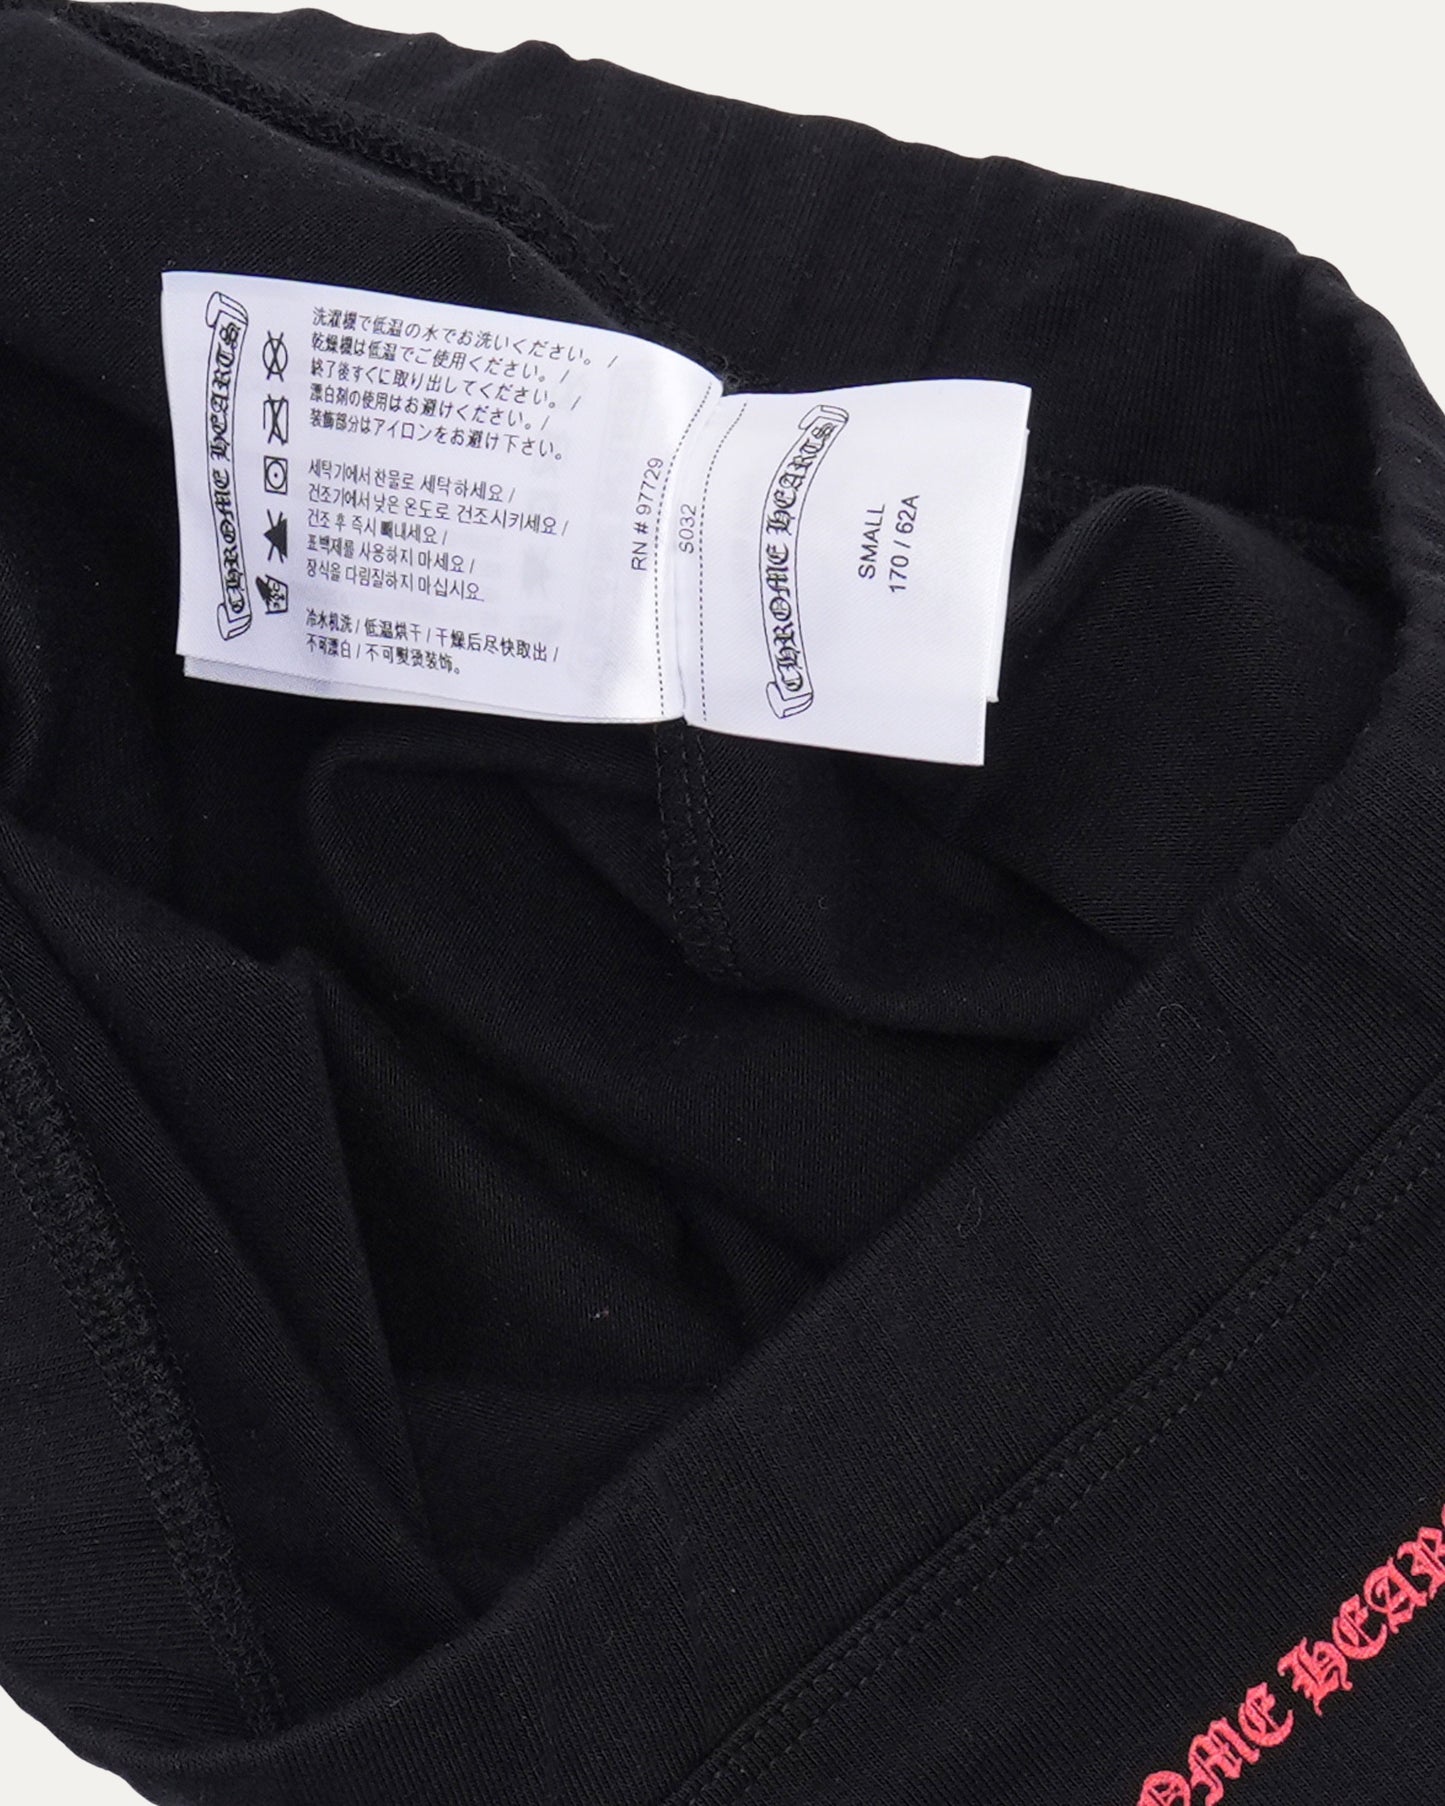 CHROME HEARTS
洗濯機で低温の水でお洗いください。 /
乾燥機は低温でご使用ください。 /
終了後すぐに取り出してください。 /
漂白剤の使用はお避けください。 /
装飾部分はアイロンをお避け下さい。
세탁기에서 찬물로 세탁하세요 /
건조기에서 낮은 온도로 건조시키세요 /
건조 후 즉시 빼내세요 /
표백제를 사용하지 마세요 /
장식을 다림질하지 마십시요.
冷水机洗 / 低温烘干 / 干燥后尽快取出 /
不可漂白 / 不可熨烫装饰。
RN # 97729
S032
CHROME HEARTS
SMALL
170 / 62A
OME HEAR